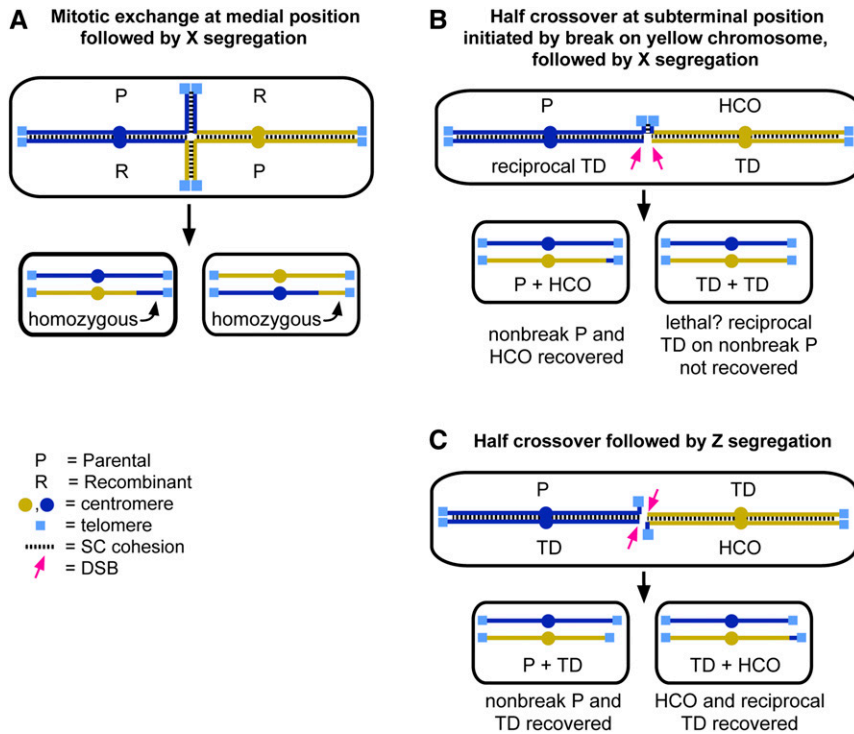 A
Mitotic exchange at medial position
followed by X segregation
P
R
R
P
homozygous
homozygous
P = Parental
R = Recombinant
, = centromere
= telomere
= SC cohesion
= DSB
B
Half crossover at subterminal position
initiated by break on yellow chromosome,
followed by X segregation
P
HCO
reciprocal TD
TD
P + HCO
TD + TD
nonbreak P and
HCO recovered
lethal? reciprocal
TD on nonbreak P
not recovered
C
Half crossover followed by Z segregation
P
TD
TD
HCO
P + TD
TD + HCO
nonbreak P and
TD recovered
HCO and reciprocal
TD recovered